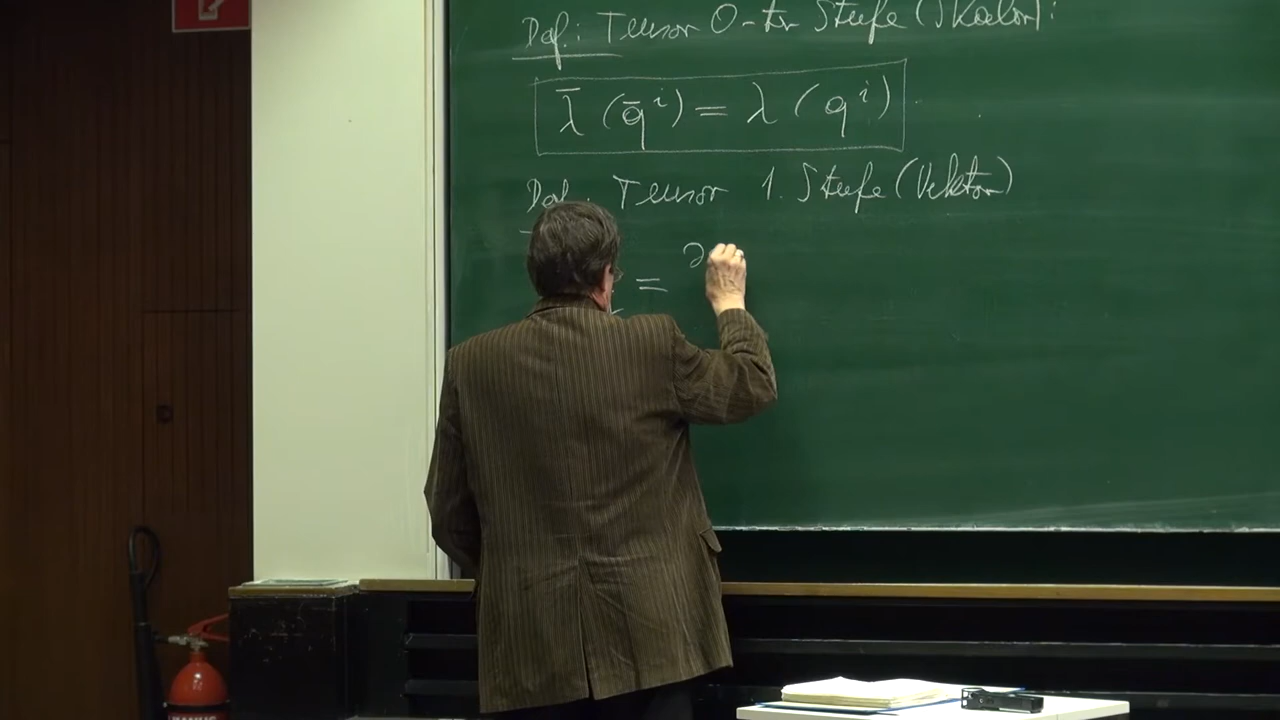 Def.: Tensor 0-ter Stufe (Skalar):
λ̄ (q̄ⁱ) = λ (qⁱ)
Def.: Tensor 1. Stufe (Vektor)
= ∂